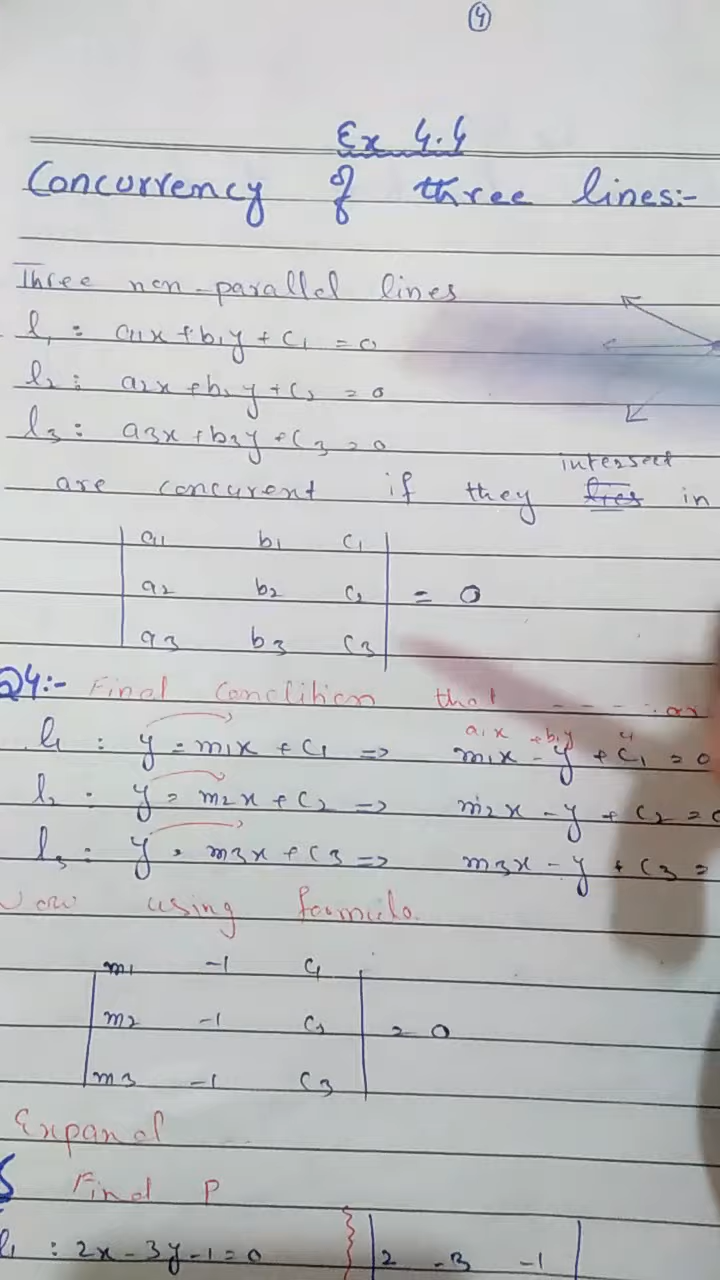 4
Ex 4.4
Concurrency of three lines:-
Three non-parallel lines
l₁ : a₁x + b₁y + c₁ = 0
l₂ : a₂x + b₂y + c₂ = 0
l₃ : a₃x + b₃y + c₃ = 0
intersect
are concurent if they lies in
a₁ b₁ c₁
a₂ b₂ c₂ = 0
a₃ b₃ c₃
Q4:- Find Condition that ---- ar
a₁x + b₁y c₁
l₁ : y = m₁x + c₁ => m₁x - y + c₁ = 0
l₂ : y = m₂x + c₂ => m₂x - y + c₂ = 0
l₃ : y = m₃x + c₃ => m₃x - y + c₃ =
Now using formula.
m₁ -1 c₁
m₂ -1 c₂ = 0
m₃ -1 c₃
Expand
Find P
l₁ : 2x - 3y - 1 = 0 2 -3 -1